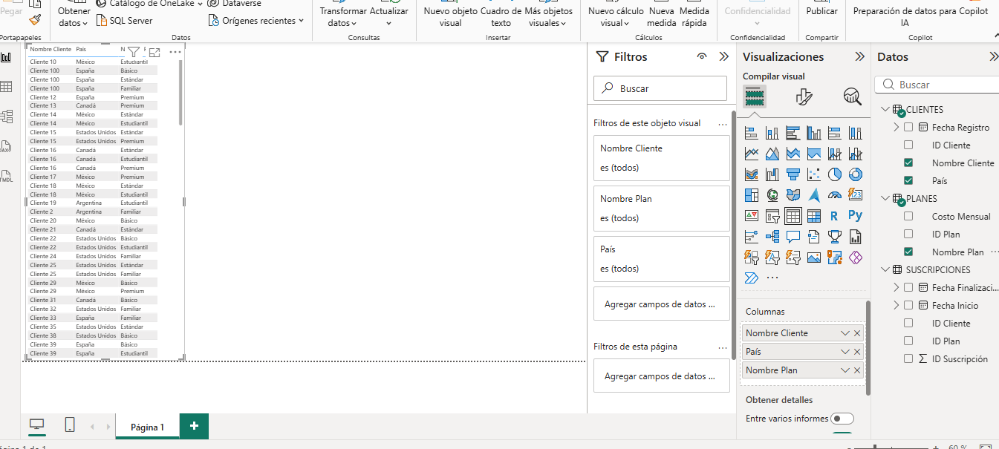 Pegar
Portapapeles
Obtener
datos
Catálogo de OneLake
SQL Server
Dataverse
Orígenes recientes
Datos
Transformar
datos
Actualizar
Consultas
Nuevo objeto
visual
Cuadro de
texto
Más objetos
visuales
Insertar
Nuevo cálculo
visual
Nueva
medida
Medida
rápida
Cálculos
Confidencialidad
Confidencialidad
Publicar
Compartir
Preparación de datos para
IA
Copilot
Copilot
Nombre Cliente País N
Cliente 10 México Estudiantil
Cliente 100 España Básico
Cliente 100 España Estándar
Cliente 100 España Familiar
Cliente 12 España Premium
Cliente 13 Canadá Premium
Cliente 14 México Estándar
Cliente 14 México Estudiantil
Cliente 15 Estados Unidos Estándar
Cliente 15 Estados Unidos Premium
Cliente 16 Canadá Estándar
Cliente 16 Canadá Estudiantil
Cliente 16 Canadá Premium
Cliente 17 México Premium
Cliente 18 México Estándar
Cliente 18 México Estudiantil
Cliente 19 Argentina Estudiantil
Cliente 2 Argentina Familiar
Cliente 20 México Básico
Cliente 21 Canadá Estándar
Cliente 22 Estados Unidos Básico
Cliente 22 Estados Unidos Estudiantil
Cliente 24 Estados Unidos Familiar
Cliente 25 Estados Unidos Estándar
Cliente 25 Estados Unidos Familiar
Cliente 29 México Básico
Cliente 29 México Premium
Cliente 31 Canadá Básico
Cliente 32 Estados Unidos Familiar
Cliente 33 España Familiar
Cliente 35 Estados Unidos Estándar
Cliente 38 Estados Unidos Básico
Cliente 39 España Básico
Cliente 39 España Estudiantil
Filtros
Buscar
Filtros de este objeto visual ...
Nombre Cliente
es (todos)
Nombre Plan
es (todos)
País
es (todos)
Agregar campos de datos ...
Filtros de esta página ...
Agregar campos de datos ...
Visualizaciones
Compilar visual
123
R
Py
...
Columnas
Nombre Cliente
País
Nombre Plan
Obtener detalles
Entre varios informes
Datos
Buscar
CLIENTES
Fecha Registro
ID Cliente
Nombre Cliente
País
PLANES
Costo Mensual
ID Plan
Nombre Plan ...
SUSCRIPCIONES
Fecha Finalizaci...
Fecha Inicio
ID Cliente
ID Plan
Σ ID Suscripción
TMDL
Página 1
+
60 %